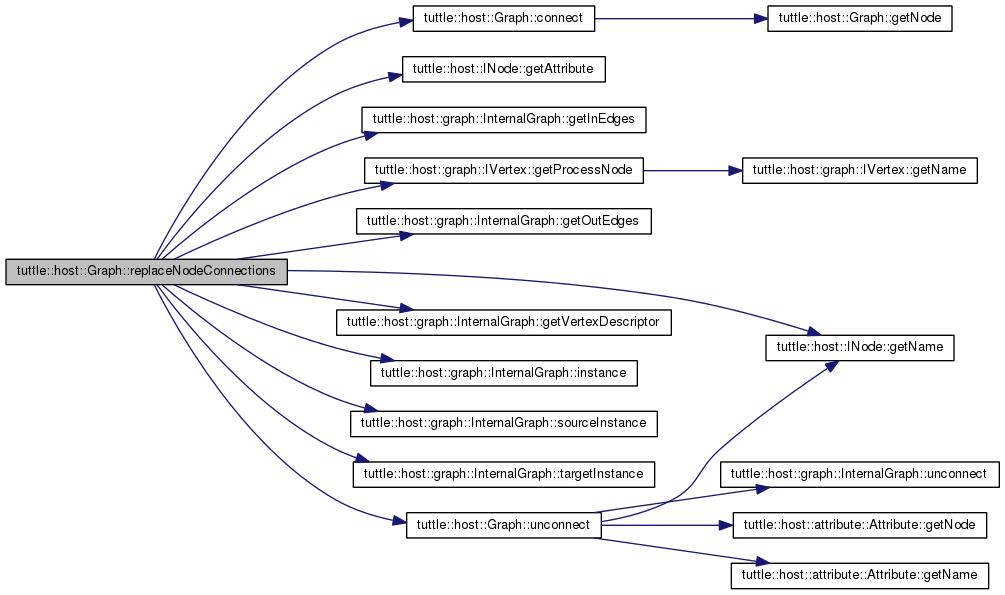 tuttle::host::Graph::connect
tuttle::host::Graph::getNode
tuttle::host::INode::getAttribute
tuttle::host::graph::InternalGraph::getInEdges
tuttle::host::graph::IVertex::getProcessNode
tuttle::host::graph::IVertex::getName
tuttle::host::graph::InternalGraph::getOutEdges
tuttle::host::Graph::replaceNodeConnections
tuttle::host::graph::InternalGraph::getVertexDescriptor
tuttle::host::INode::getName
tuttle::host::graph::InternalGraph::instance
tuttle::host::graph::InternalGraph::sourceInstance
tuttle::host::graph::InternalGraph::targetInstance
tuttle::host::graph::InternalGraph::unconnect
tuttle::host::Graph::unconnect
tuttle::host::attribute::Attribute::getNode
tuttle::host::attribute::Attribute::getName